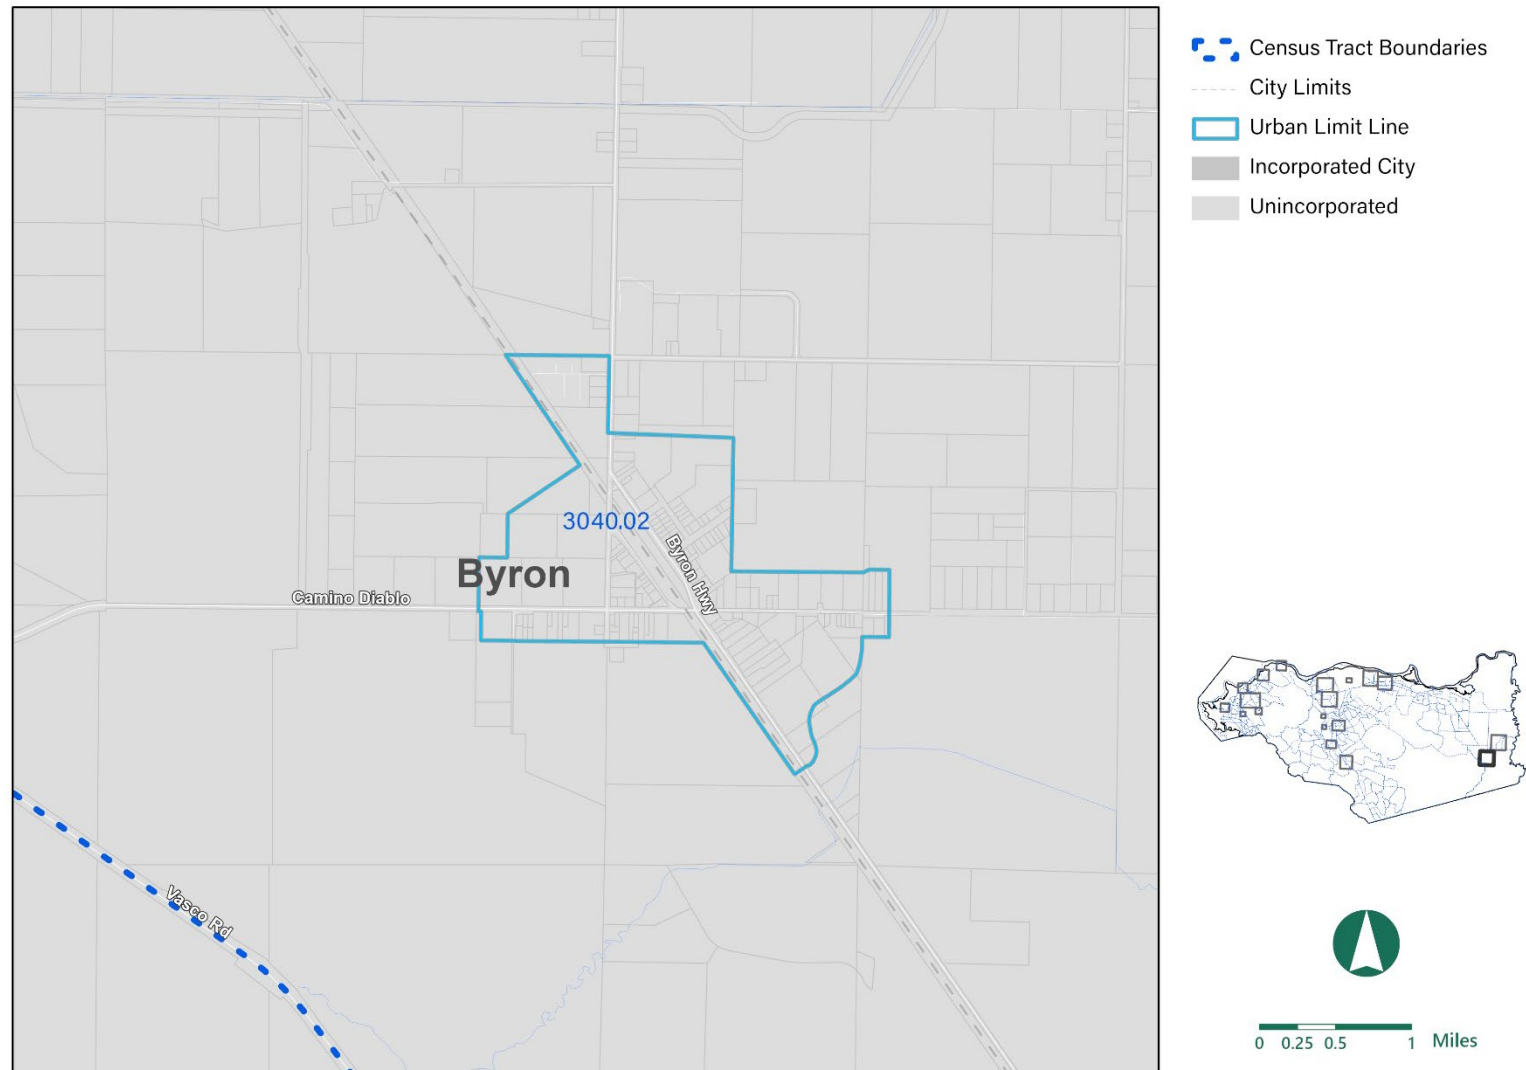 Census Tract Boundaries
City Limits
Urban Limit Line
Incorporated City
Unincorporated
3040.02
Byron
Byron Hwy
Camino Diablo
Vasco Rd
0 0.25 0.5 1 Miles